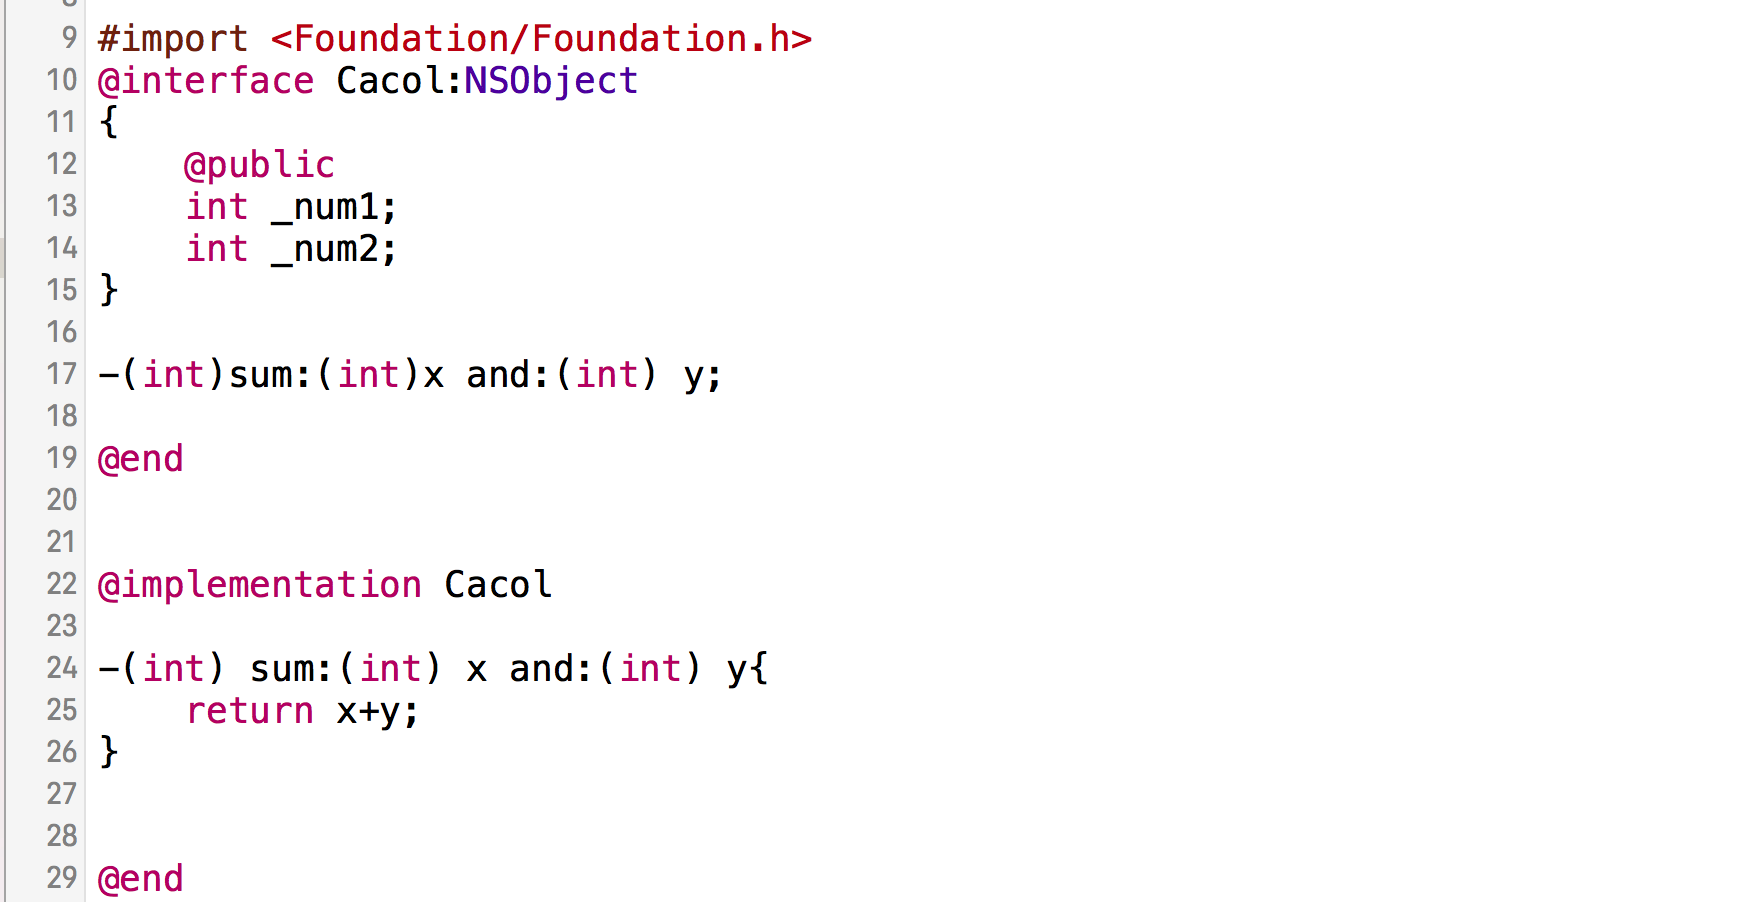 9 #import <Foundation/Foundation.h>
10 @interface Cacol:NSObject
11 {
12     @public
13     int _num1;
14     int _num2;
15 }
16
17 -(int)sum:(int)x and:(int) y;
18
19 @end
20
21
22 @implementation Cacol
23
24 -(int) sum:(int) x and:(int) y{
25     return x+y;
26 }
27
28
29 @end